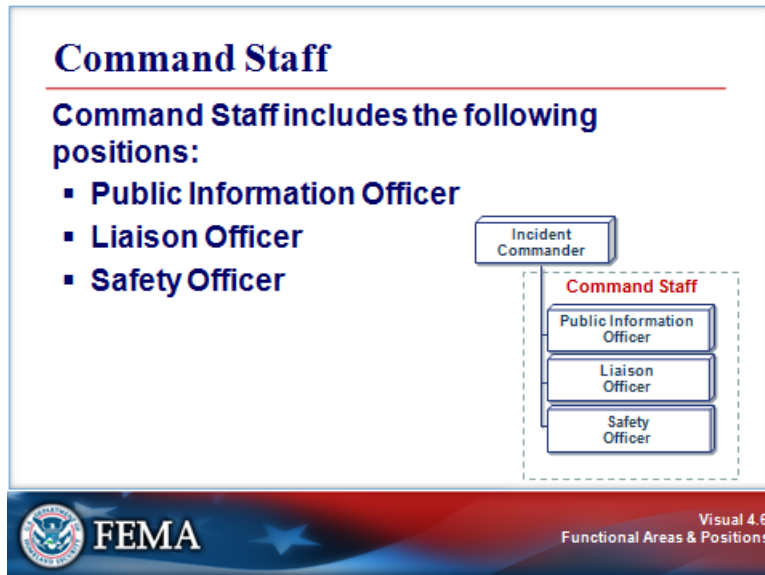 Command Staff
Command Staff includes the following
positions:
▪ Public Information Officer
▪ Liaison Officer
▪ Safety Officer
Incident
Commander
Command Staff
Public Information
Officer
Liaison
Officer
Safety
Officer
FEMA
Visual 4.6
Functional Areas & Positions